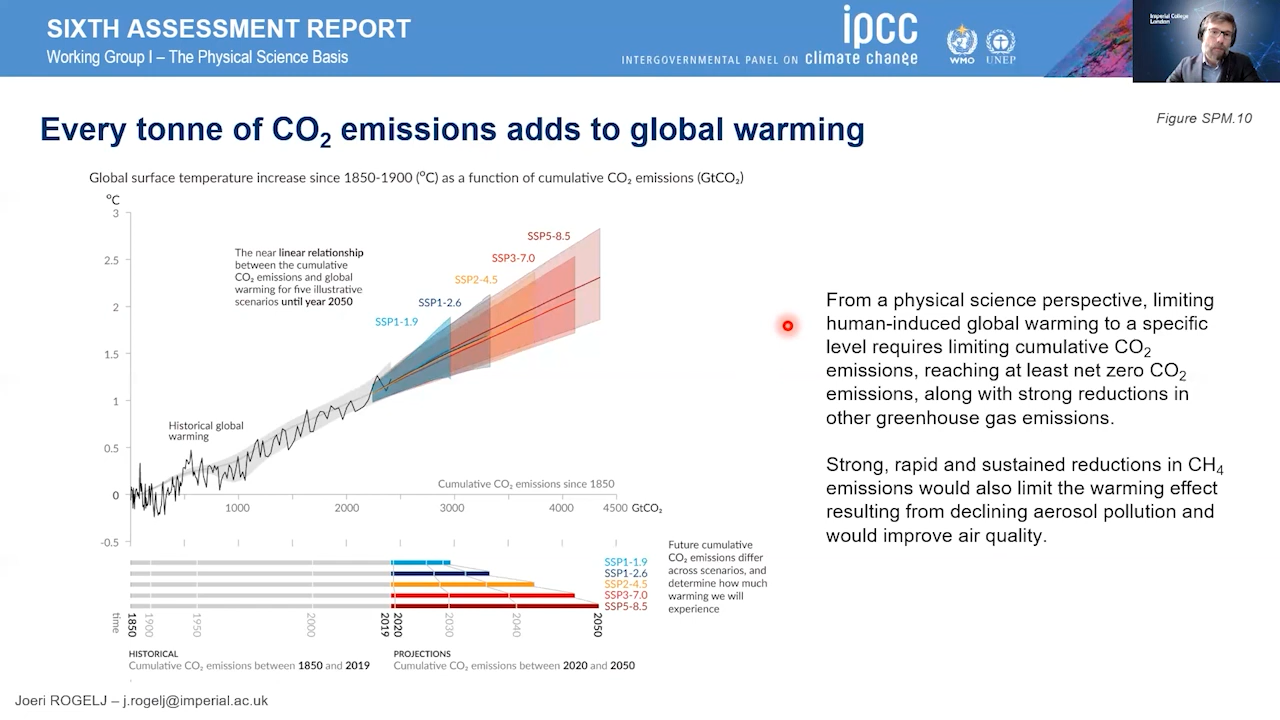 SIXTH ASSESSMENT REPORT
Working Group I – The Physical Science Basis
ipcc
INTERGOVERNMENTAL PANEL ON climate change
WMO
UNEP
Imperial College
London
Every tonne of CO₂ emissions adds to global warming
Figure SPM.10
Global surface temperature increase since 1850-1900 (°C) as a function of cumulative CO₂ emissions (GtCO₂)
°C
3
2.5
2
1.5
1
0.5
0
-0.5
The near linear relationship
between the cumulative
CO₂ emissions and global
warming for five illustrative
scenarios until year 2050
SSP5-8.5
SSP3-7.0
SSP2-4.5
SSP1-2.6
SSP1-1.9
Historical global
warming
Cumulative CO₂ emissions since 1850
1000
2000
3000
4000
4500 GtCO₂
SSP1-1.9
SSP1-2.6
SSP2-4.5
SSP3-7.0
SSP5-8.5
Future cumulative
CO₂ emissions differ
across scenarios, and
determine how much
warming we will
experience
time
1850
1900
1950
2000
2019
2020
2030
2040
2050
HISTORICAL
Cumulative CO₂ emissions between 1850 and 2019
PROJECTIONS
Cumulative CO₂ emissions between 2020 and 2050
From a physical science perspective, limiting
human-induced global warming to a specific
level requires limiting cumulative CO₂
emissions, reaching at least net zero CO₂
emissions, along with strong reductions in
other greenhouse gas emissions.
Strong, rapid and sustained reductions in CH₄
emissions would also limit the warming effect
resulting from declining aerosol pollution and
would improve air quality.
Joeri ROGELJ – j.rogelj@imperial.ac.uk